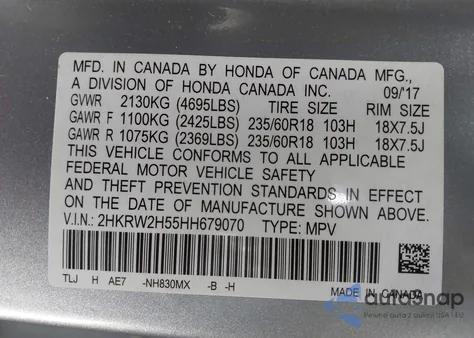 MFD. IN CANADA BY HONDA OF CANADA MFG.,
A DIVISION OF HONDA CANADA INC. 09/'17
GVWR 2130KG (4695LBS) TIRE SIZE RIM SIZE
GAWR F 1100KG (2425LBS) 235/60R18 103H 18X7.5J
GAWR R 1075KG (2369LBS) 235/60R18 103H 18X7.5J
THIS VEHICLE CONFORMS TO ALL APPLICABLE
FEDERAL MOTOR VEHICLE SAFETY
AND THEFT PREVENTION STANDARDS IN EFFECT
ON THE DATE OF MANUFACTURE SHOWN ABOVE.
V.I.N.: 2HKRW2H55HH679070 TYPE: MPV
TLJ H AE7 -NH830MX -B -H
MADE IN CANADA
autosnap